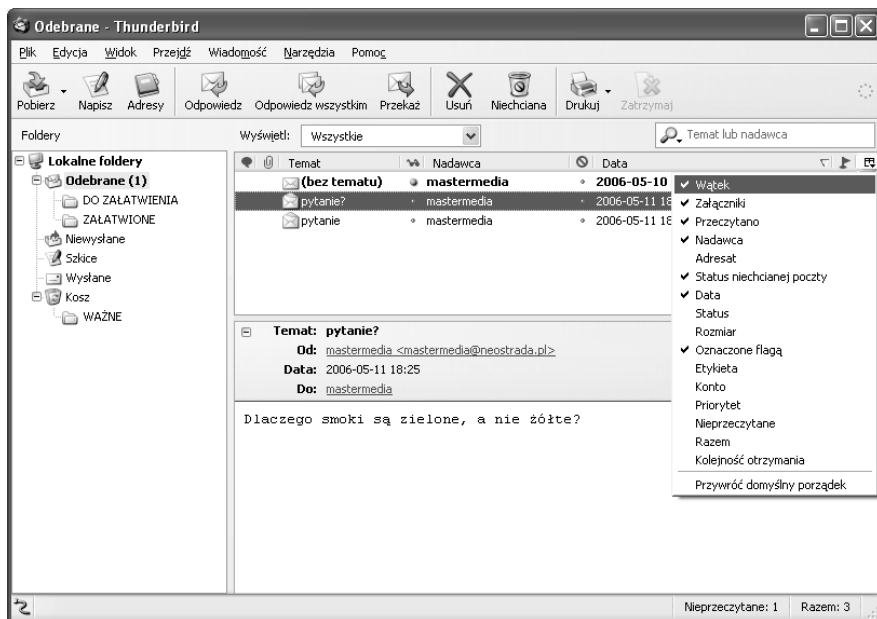 Odebrane - Thunderbird
Plik Edycja Widok Przejdź Wiadomość Narzędzia Pomoc
Pobierz Napisz Adresy Odpowiedz Odpowiedz wszystkim Przekaż Usuń Niechciana Drukuj Zatrzymaj
Foldery Wyświetl: Wszystkie Temat lub nadawca
Lokalne foldery
Odebrane (1)
DO ZAŁATWIENIA
ZAŁATWIONE
Niewysłane
Szkice
Wysłane
Kosz
WAŻNE
Temat Nadawca Data
(bez tematu) mastermedia 2006-05-10
pytanie? mastermedia 2006-05-11 18
pytanie mastermedia 2006-05-11 18
Wątek
Załączniki
Przeczytano
Nadawca
Adresat
Status niechcianej poczty
Data
Status
Rozmiar
Oznaczone flagą
Etykieta
Konto
Priorytet
Nieprzeczytane
Razem
Kolejność otrzymania
Przywróć domyślny porządek
Temat: pytanie?
Od: mastermedia <mastermedia@neostrada.pl>
Data: 2006-05-11 18:25
Do: mastermedia
Dlaczego smoki są zielone, a nie żółte?
Nieprzeczytane: 1 Razem: 3